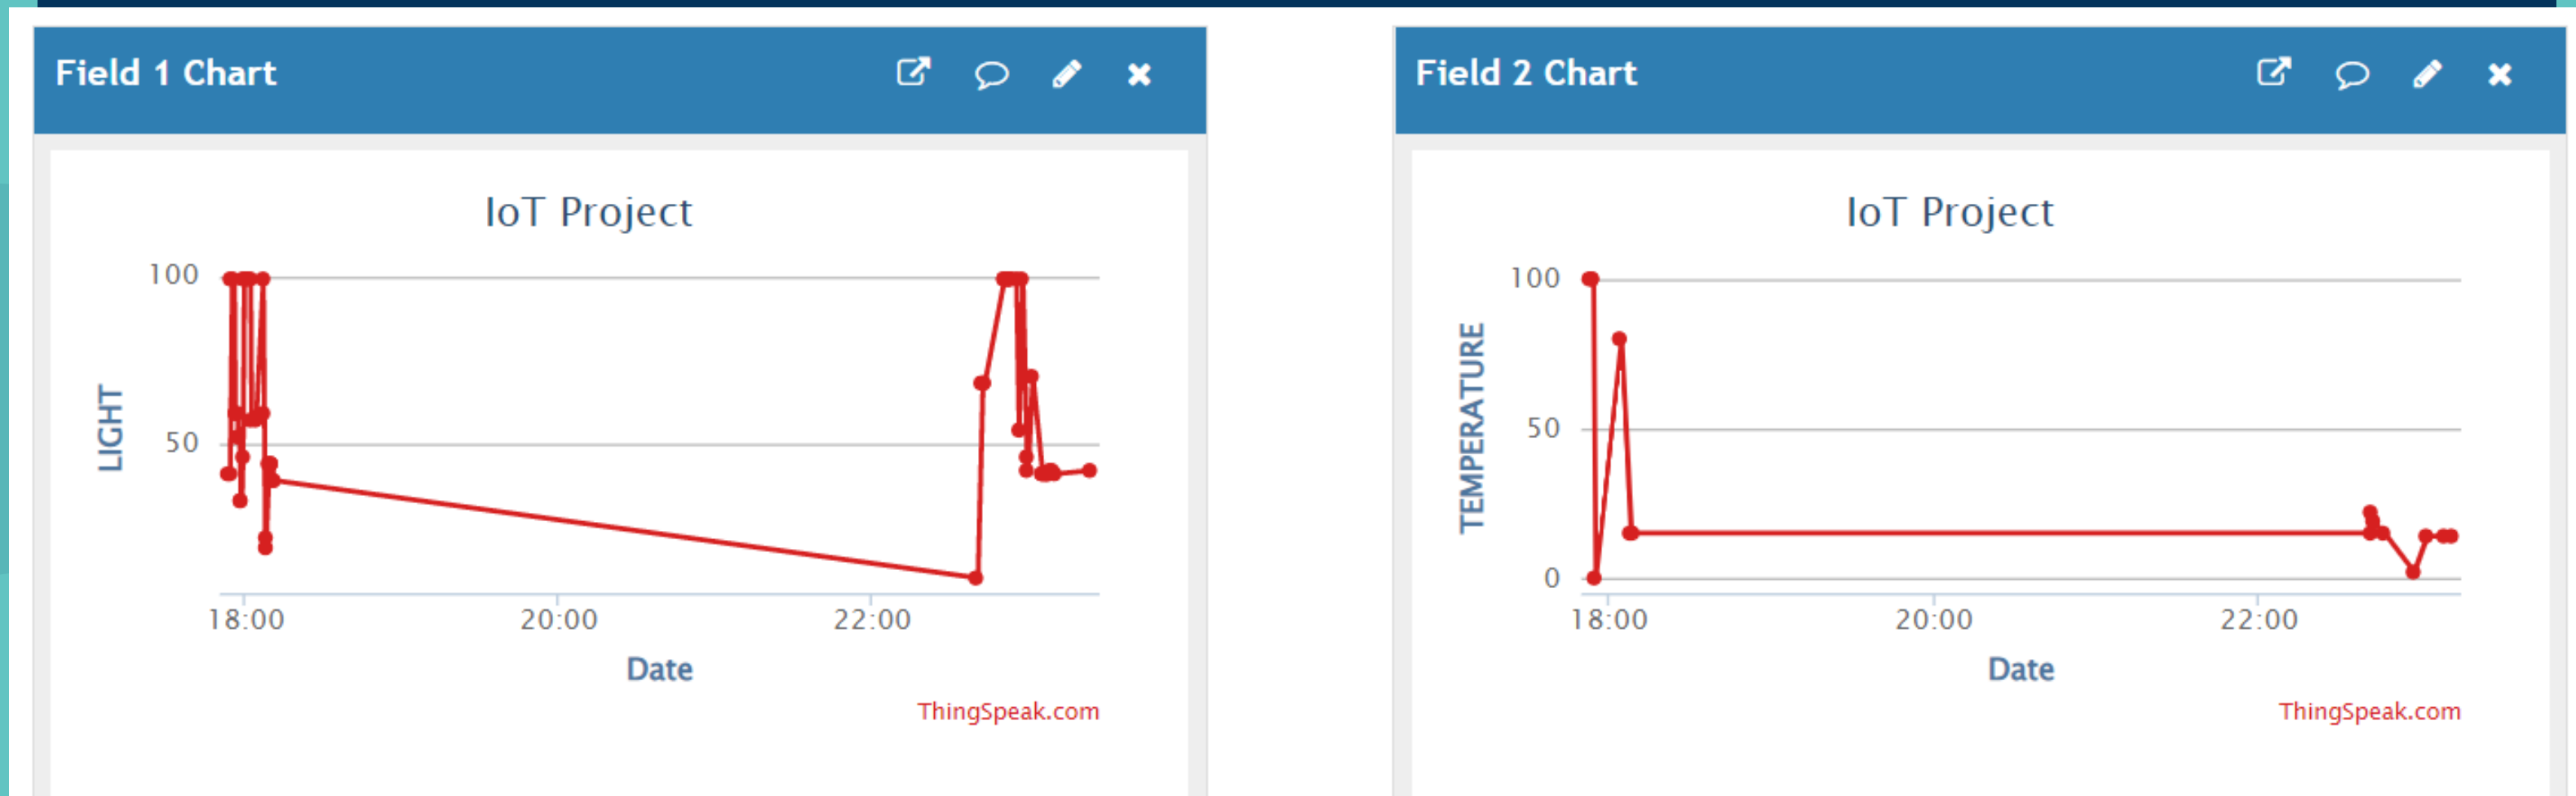 Field 1 Chart
IoT Project
100
50
LIGHT
18:00 20:00 22:00
Date
ThingSpeak.com
Field 2 Chart
IoT Project
100
50
0
TEMPERATURE
18:00 20:00 22:00
Date
ThingSpeak.com